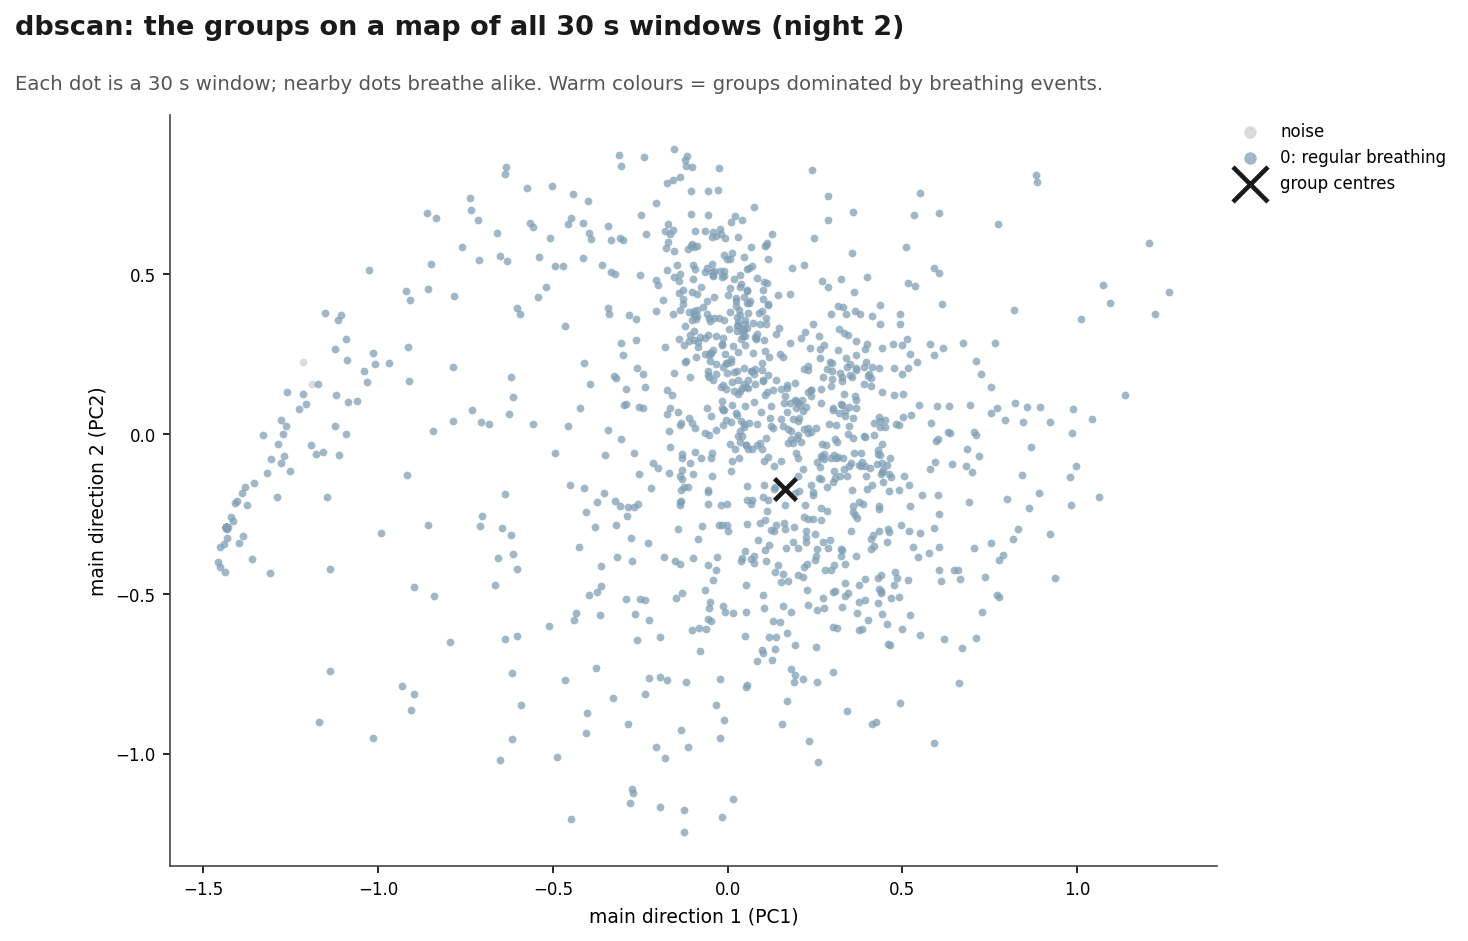 dbscan: the groups on a map of all 30 s windows (night 2)
Each dot is a 30 s window; nearby dots breathe alike. Warm colours = groups dominated by breathing events.
noise
0: regular breathing
group centres
main direction 2 (PC2)
0.5
0.0
−0.5
−1.0
−1.5
−1.0
−0.5
0.0
0.5
1.0
main direction 1 (PC1)